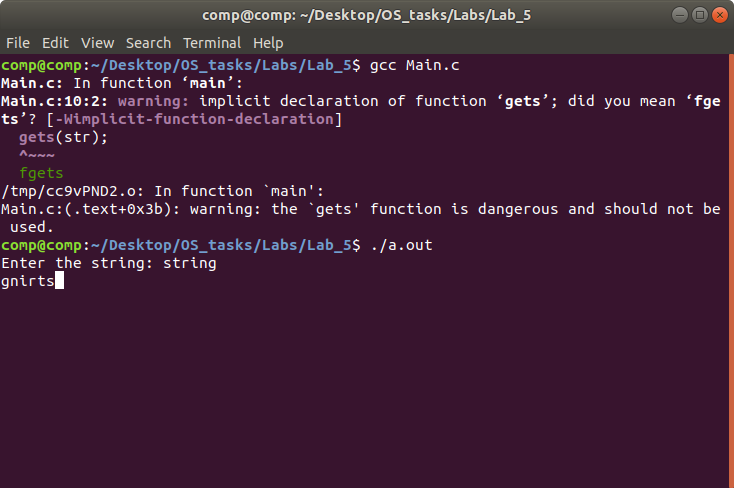 comp@comp: ~/Desktop/OS_tasks/Labs/Lab_5
File Edit View Search Terminal Help
comp@comp:~/Desktop/OS_tasks/Labs/Lab_5$ gcc Main.c
Main.c: In function ‘main’:
Main.c:10:2: warning: implicit declaration of function ‘gets’; did you mean ‘fge
ts’? [-Wimplicit-function-declaration]
  gets(str);
  ^~~~
  fgets
/tmp/cc9vPND2.o: In function `main':
Main.c:(.text+0x3b): warning: the `gets' function is dangerous and should not be
 used.
comp@comp:~/Desktop/OS_tasks/Labs/Lab_5$ ./a.out
Enter the string: string
gnirts